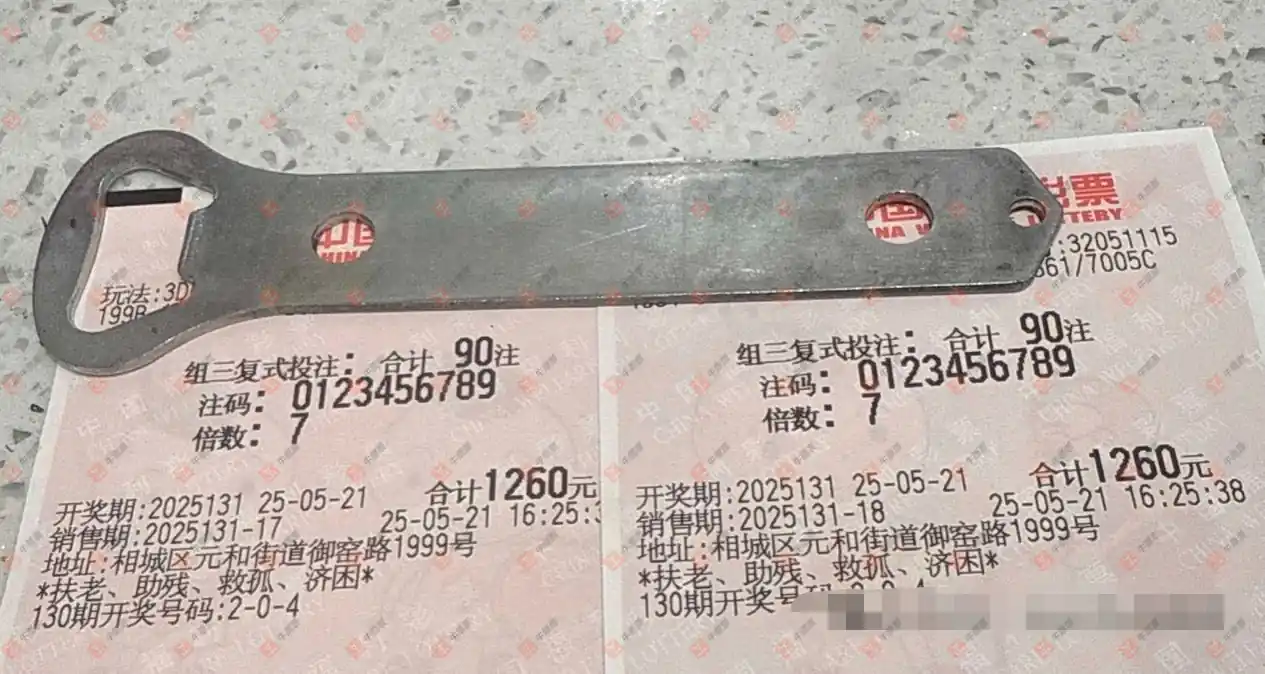 玩法:3D
199B
组三复式投注: 合计 90注
注码: 0123456789
倍数: 7
合计1260元
开奖期:2025131 25-05-21
销售期:2025131-17 25-05-21 16:25:
地址:相城区元和街道御窑路1999号
*扶老、助残、救孤、济困*
130期开奖号码:2-0-4
票
:32051115
661/7005C
组三复式投注: 合计 90注
注码: 0123456789
倍数: 7
合计1260元
开奖期:2025131 25-05-21
销售期:2025131-18 25-05-21 16:25:38
地址:相城区元和街道御窑路1999号
*扶老、助残、救孤、济困*
130期开奖号